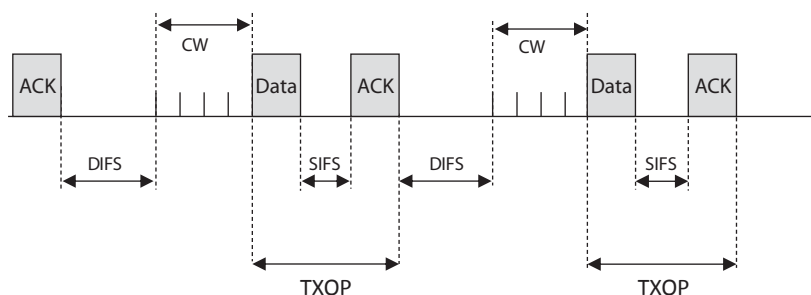 CW
CW
ACK
Data
ACK
Data
ACK
DIFS
SIFS
DIFS
SIFS
TXOP
TXOP